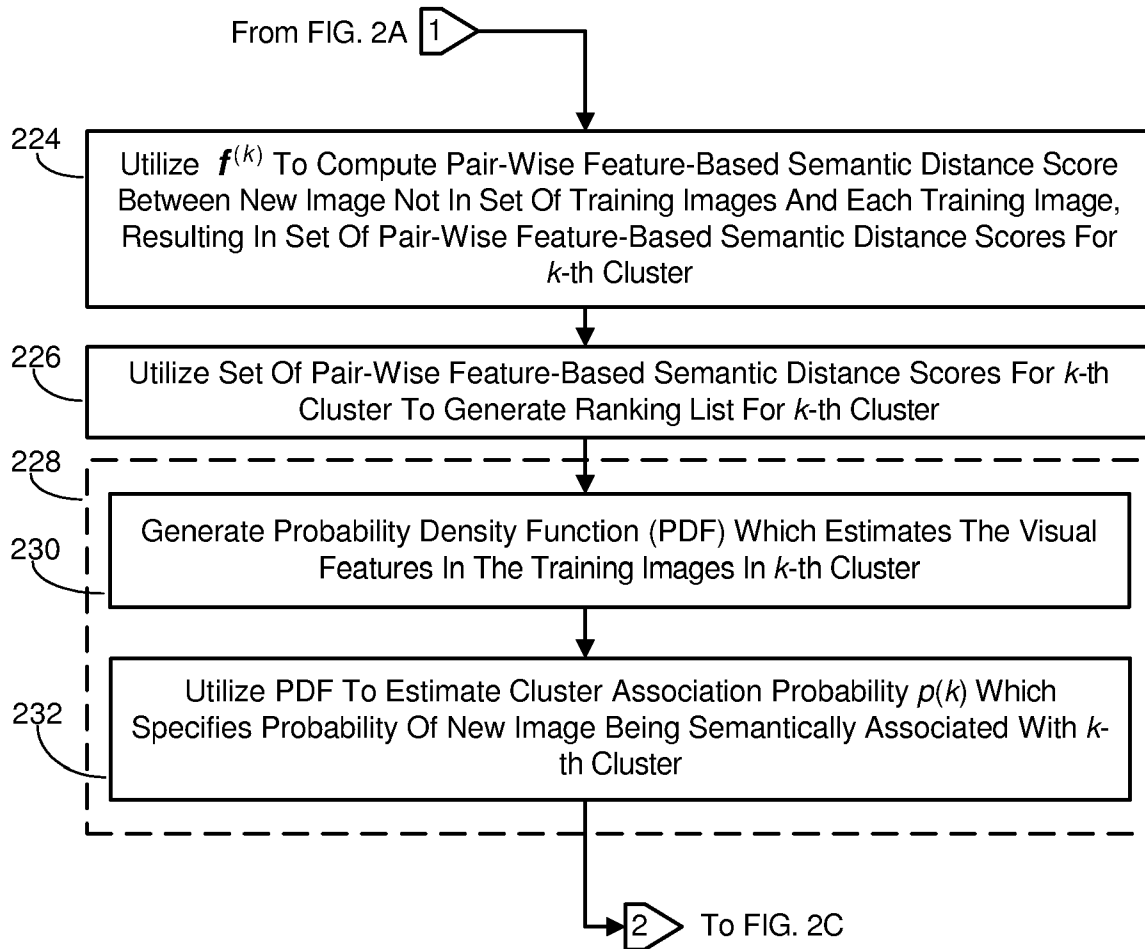 From FIG. 2A 1
224
Utilize f(k) To Compute Pair-Wise Feature-Based Semantic Distance Score
Between New Image Not In Set Of Training Images And Each Training Image,
Resulting In Set Of Pair-Wise Feature-Based Semantic Distance Scores For
k-th Cluster
226
Utilize Set Of Pair-Wise Feature-Based Semantic Distance Scores For k-th
Cluster To Generate Ranking List For k-th Cluster
228
230
Generate Probability Density Function (PDF) Which Estimates The Visual
Features In The Training Images In k-th Cluster
232
Utilize PDF To Estimate Cluster Association Probability p(k) Which
Specifies Probability Of New Image Being Semantically Associated With k-
th Cluster
2 To FIG. 2C